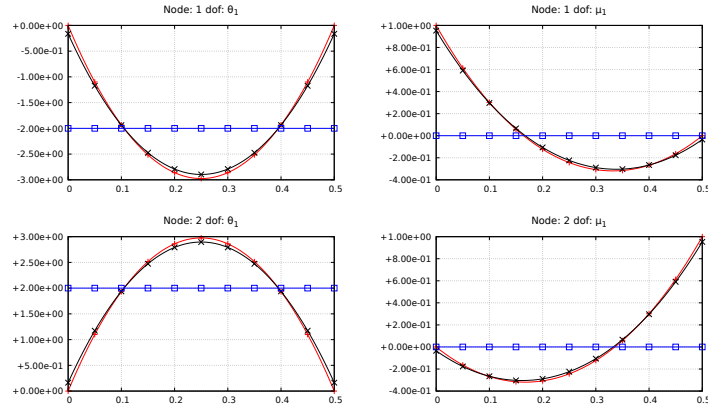 Node: 1 dof: θ₁
+0.00e+00
-5.00e-01
-1.00e+00
-1.50e+00
-2.00e+00
-2.50e+00
-3.00e+00
0 0.1 0.2 0.3 0.4 0.5
Node: 1 dof: μ₁
+1.00e+00
+8.00e-01
+6.00e-01
+4.00e-01
+2.00e-01
+0.00e+00
-2.00e-01
-4.00e-01
0 0.1 0.2 0.3 0.4 0.5
Node: 2 dof: θ₁
+3.00e+00
+2.50e+00
+2.00e+00
+1.50e+00
+1.00e+00
+5.00e-01
+0.00e+00
0 0.1 0.2 0.3 0.4 0.5
Node: 2 dof: μ₁
+1.00e+00
+8.00e-01
+6.00e-01
+4.00e-01
+2.00e-01
+0.00e+00
-2.00e-01
-4.00e-01
0 0.1 0.2 0.3 0.4 0.5